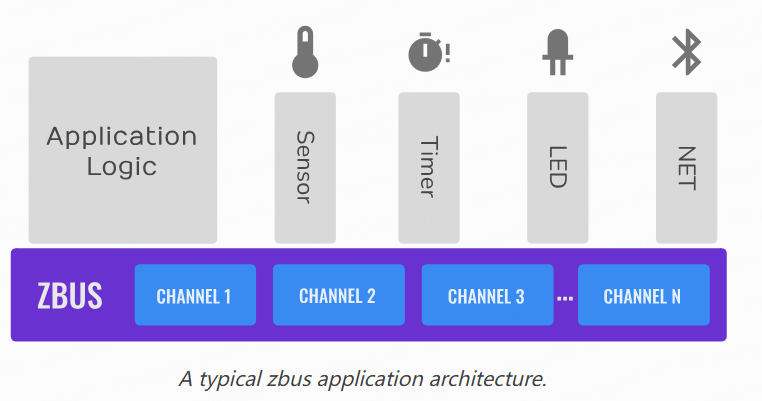 Application
Logic
Sensor
Timer
LED
NET
ZBUS
CHANNEL 1
CHANNEL 2
CHANNEL 3
...
CHANNEL N
A typical zbus application architecture.